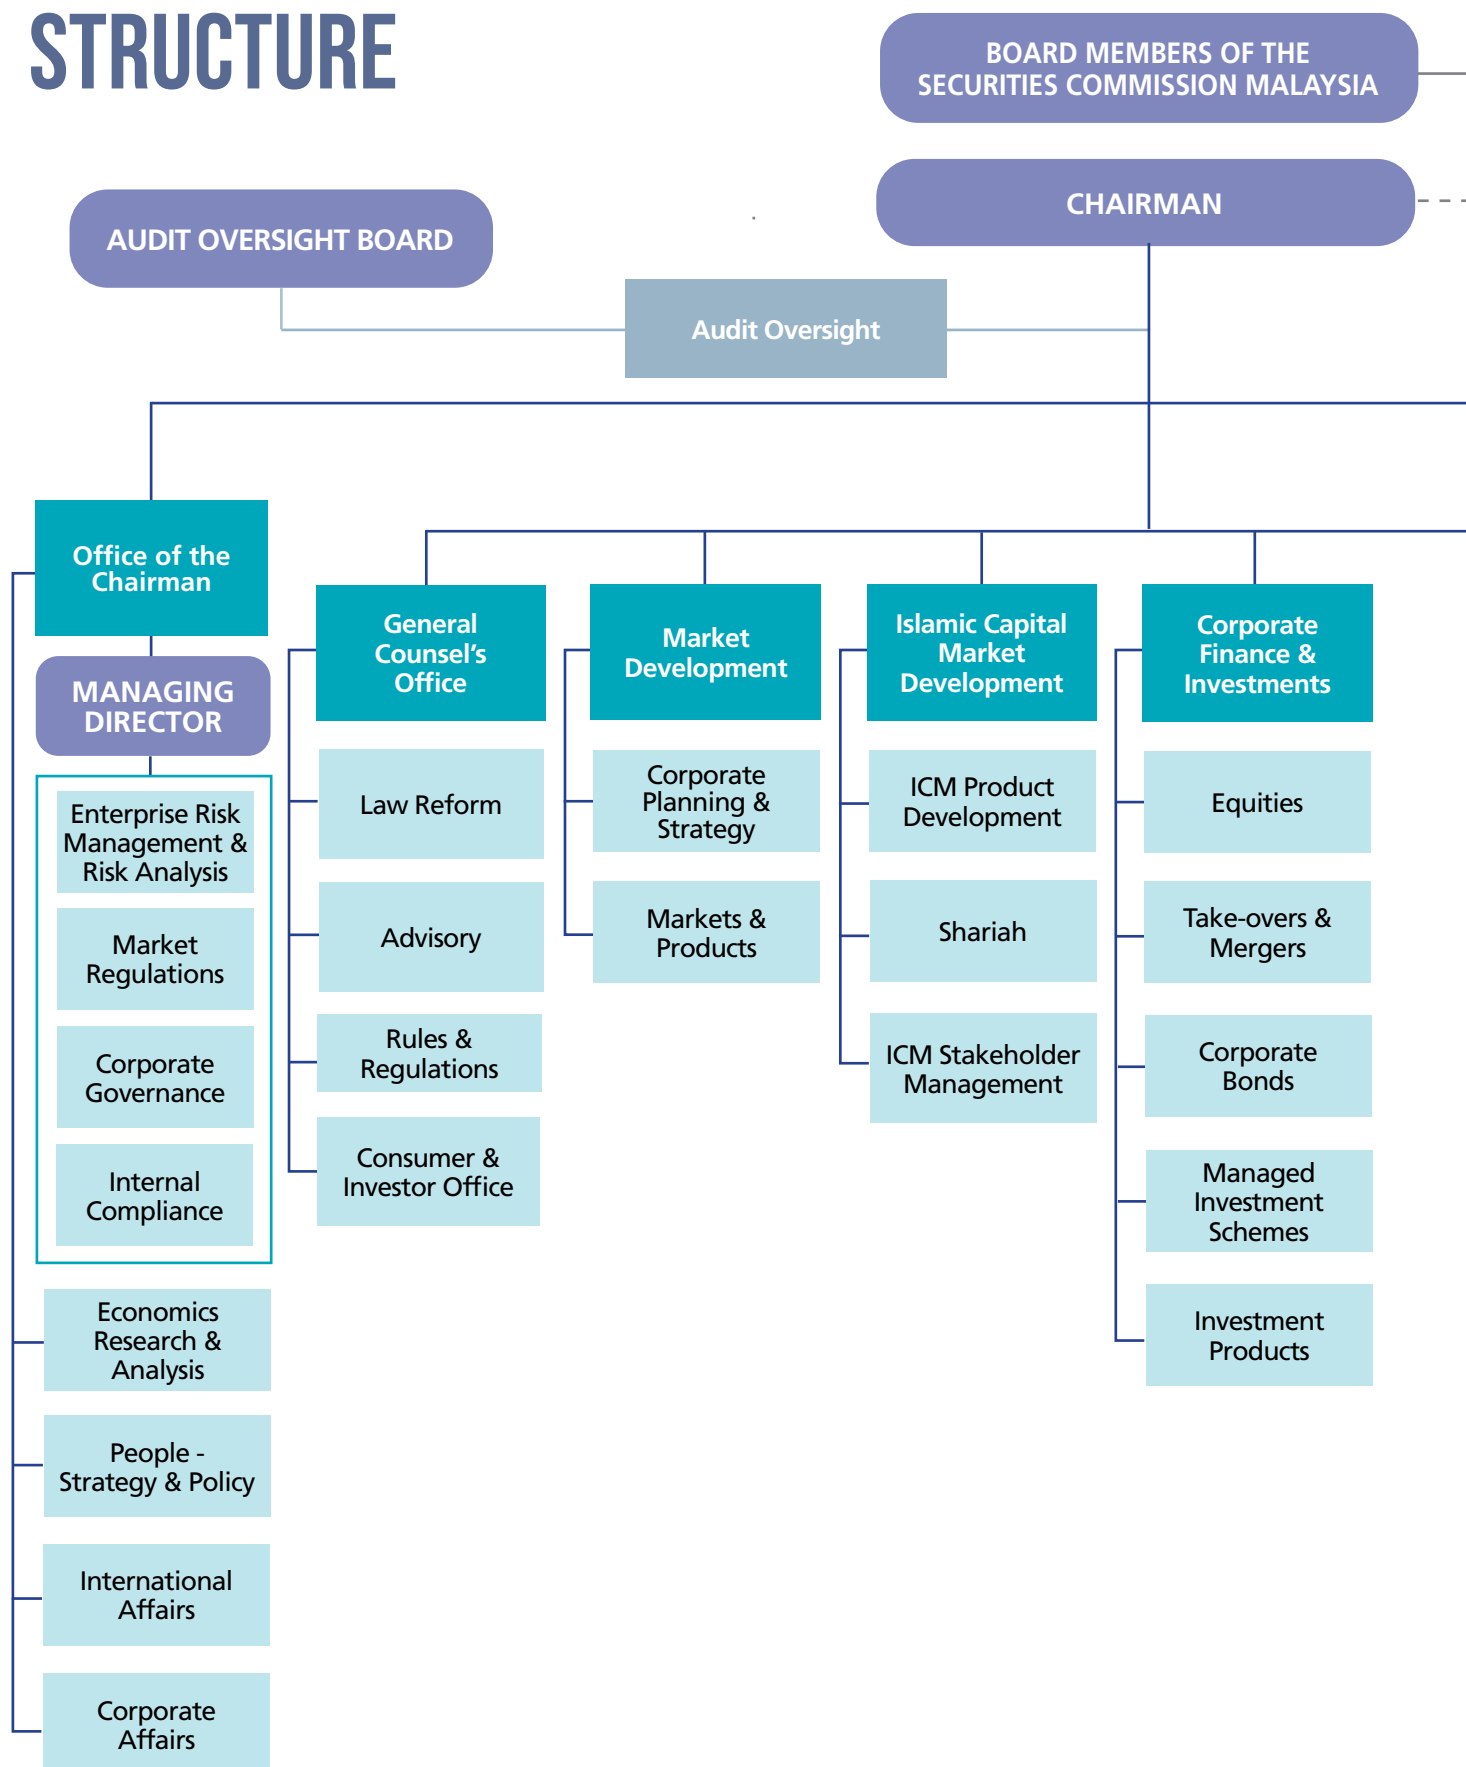 STRUCTURE
BOARD MEMBERS OF THE
SECURITIES COMMISSION MALAYSIA
CHAIRMAN
AUDIT OVERSIGHT BOARD
Audit Oversight
Office of the
Chairman
MANAGING
DIRECTOR
Enterprise Risk
Management &
Risk Analysis
Market
Regulations
Corporate
Governance
Internal
Compliance
Economics
Research &
Analysis
People -
Strategy & Policy
International
Affairs
Corporate
Affairs
General
Counsel's
Office
Law Reform
Advisory
Rules &
Regulations
Consumer &
Investor Office
Market
Development
Corporate
Planning &
Strategy
Markets &
Products
Islamic Capital
Market
Development
ICM Product
Development
Shariah
ICM Stakeholder
Management
Corporate
Finance &
Investments
Equities
Take-overs &
Mergers
Corporate
Bonds
Managed
Investment
Schemes
Investment
Products